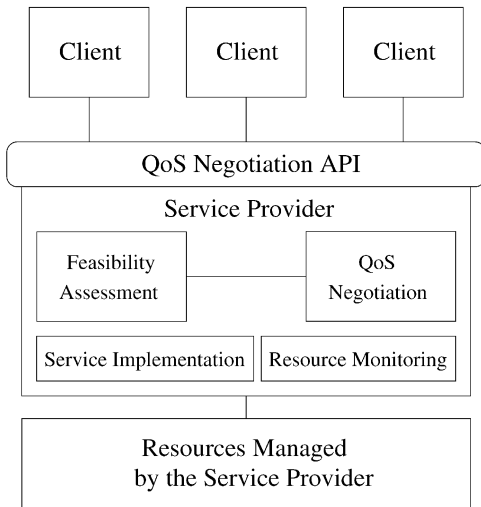 Client
Client
Client
QoS Negotiation API
Service Provider
Feasibility
Assessment
QoS
Negotiation
Service Implementation
Resource Monitoring
Resources Managed
by the Service Provider